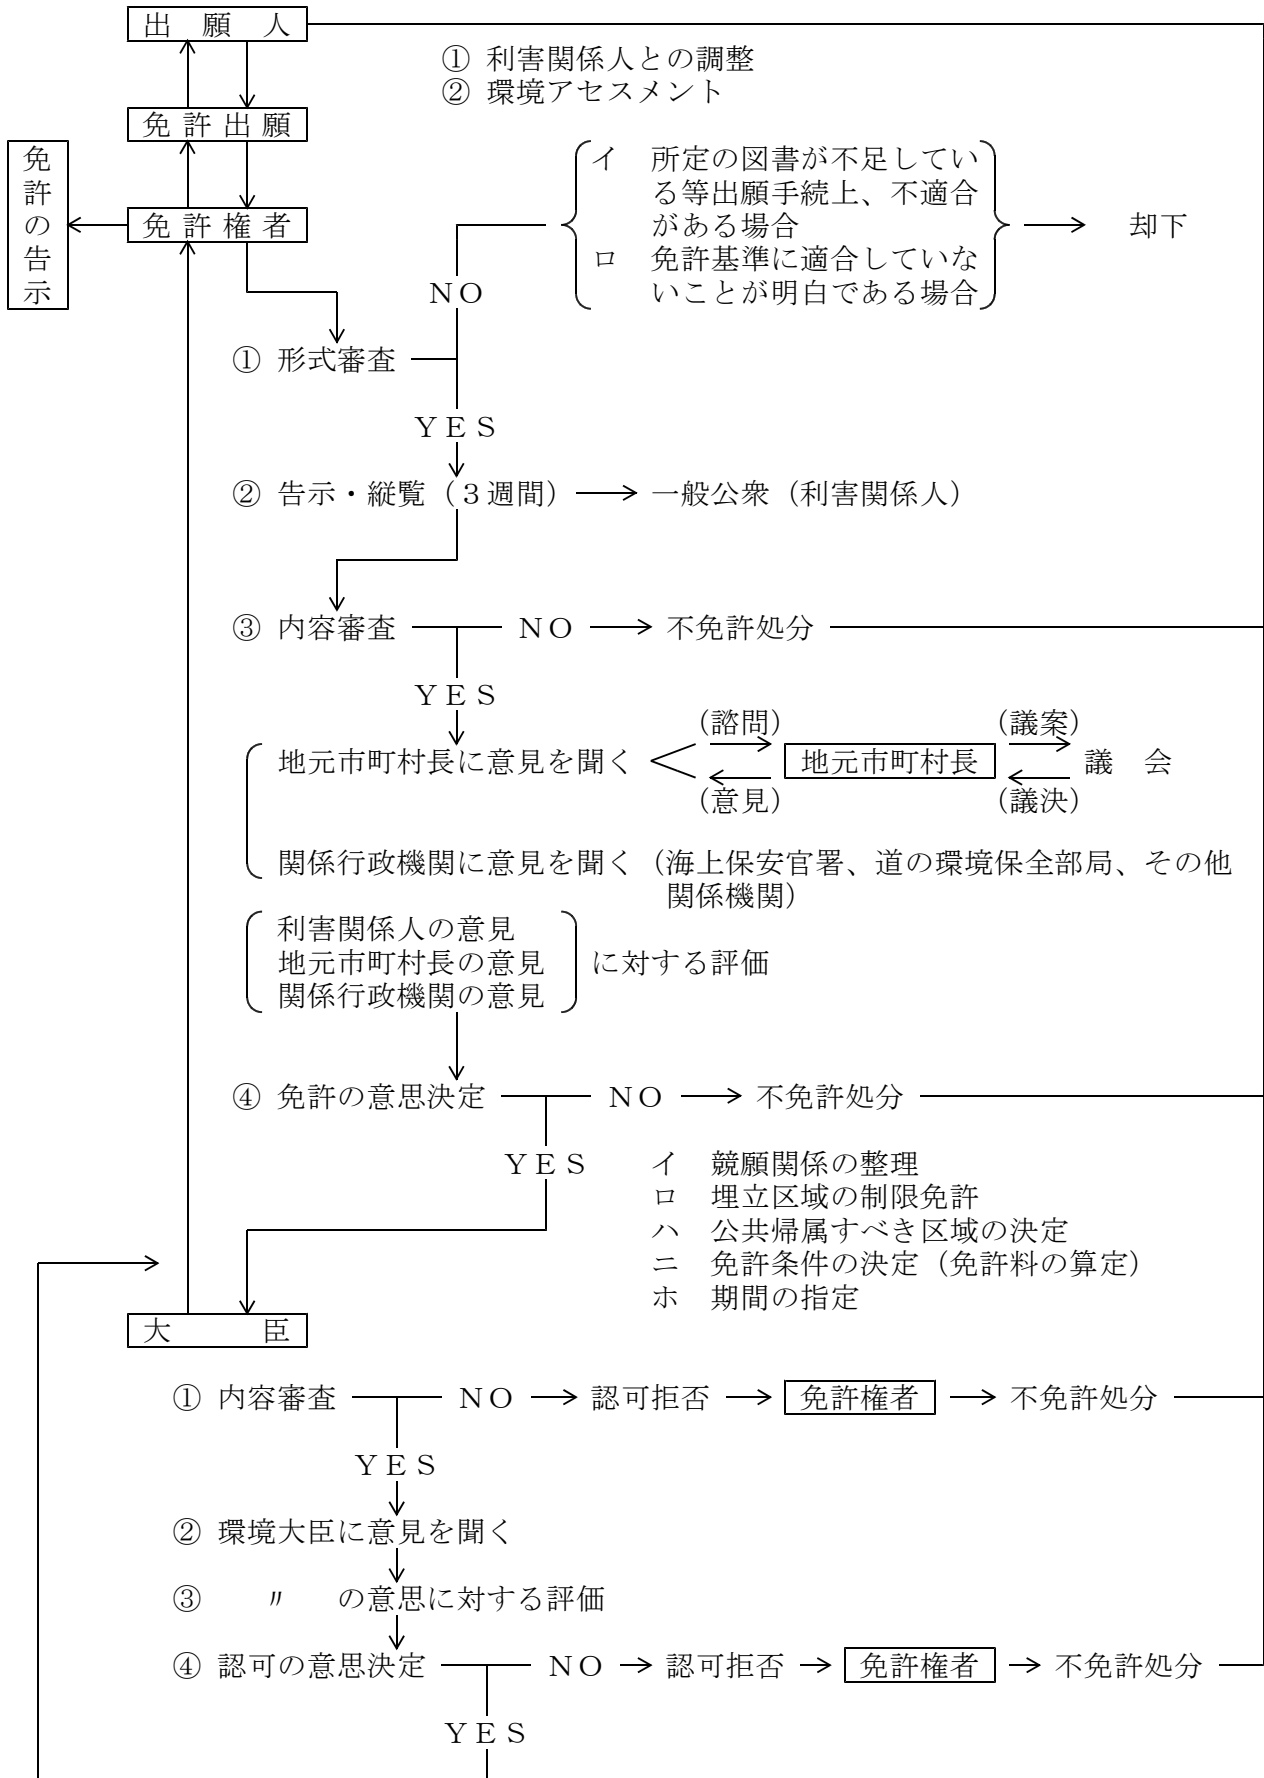 出願人
① 利害関係人との調整
② 環境アセスメント
免許出願
免許の告示
免許権者
イ 所定の図書が不足してい
る等出願手続上、不適合
がある場合
ロ 免許基準に適合していな
いことが明白である場合
却下
NO
① 形式審査
YES
② 告示・縦覧（３週間） 一般公衆（利害関係人）
③ 内容審査 NO 不免許処分
YES
(諮問) (議案)
地元市町村長に意見を聞く 地元市町村長 議会
(意見) (議決)
関係行政機関に意見を聞く（海上保安官署、道の環境保全部局、その他
関係機関）
利害関係人の意見
地元市町村長の意見 に対する評価
関係行政機関の意見
④ 免許の意思決定 NO 不免許処分
YES
イ 競願関係の整理
ロ 埋立区域の制限免許
ハ 公共帰属すべき区域の決定
ニ 免許条件の決定（免許料の算定）
ホ 期間の指定
大臣
① 内容審査 NO 認可拒否 免許権者 不免許処分
YES
② 環境大臣に意見を聞く
③ 〃 の意思に対する評価
④ 認可の意思決定 NO 認可拒否 免許権者 不免許処分
YES